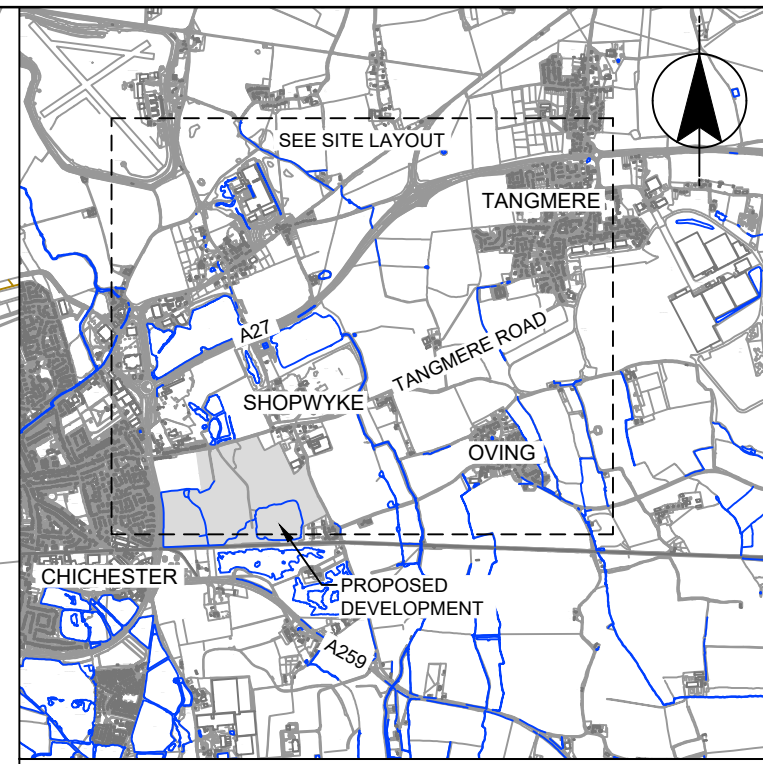 SEE SITE LAYOUT
TANGMERE
A27
TANGMERE ROAD
SHOPWYKE
OVING
CHICHESTER
PROPOSED
DEVELOPMENT
A259